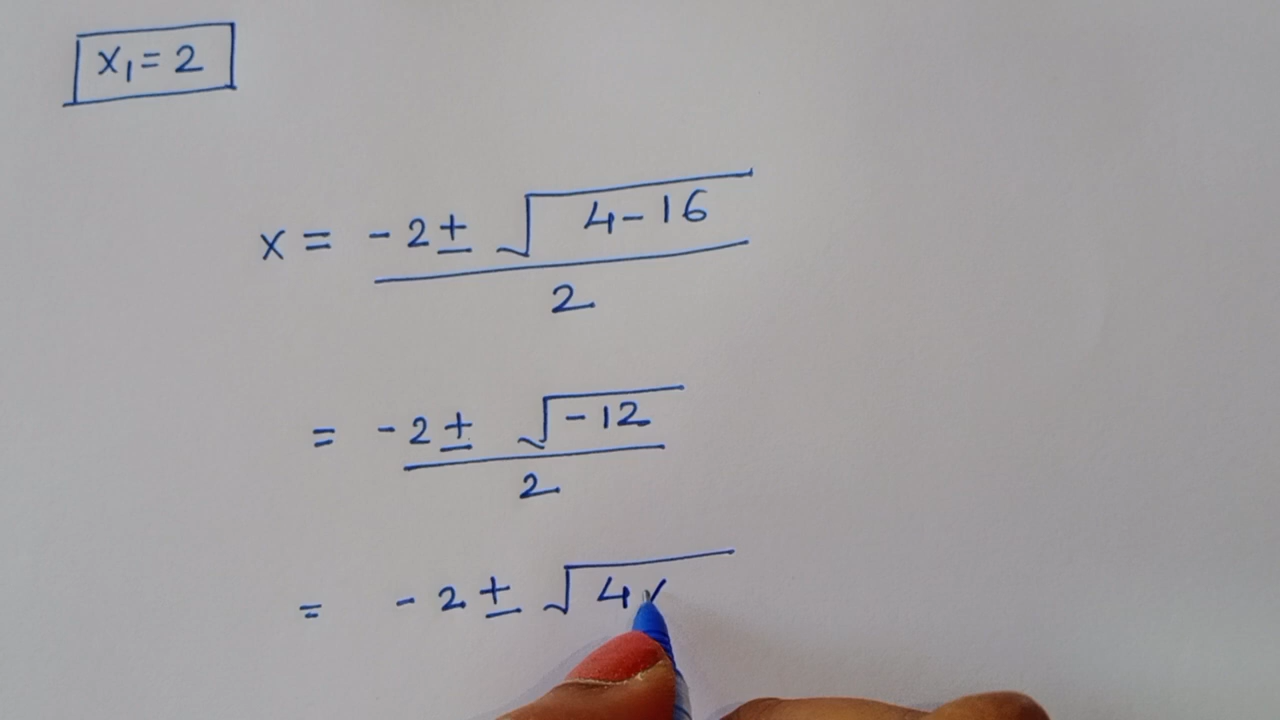 x₁ = 2
x = -2 ± √4-16
2
= -2 ± √-12
2
= -2 ± √4×